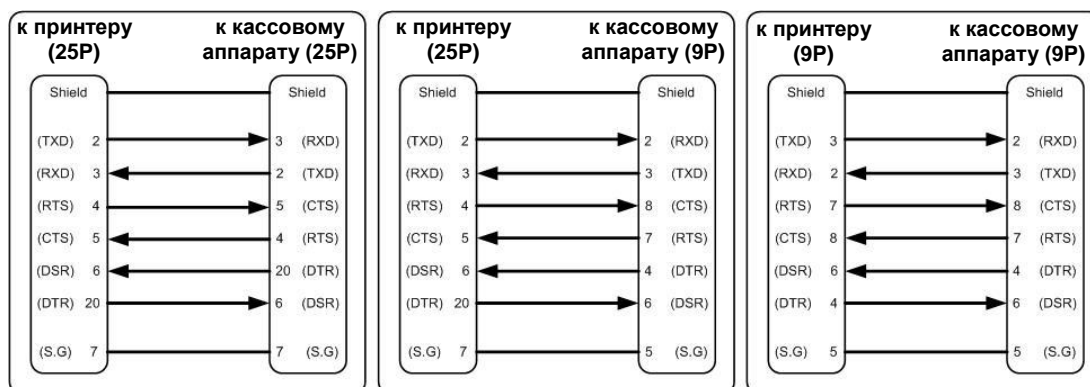 к принтеру (25P)
к кассовому аппарату (25P)
Shield Shield
(TXD) 2 3 (RXD)
(RXD) 3 2 (TXD)
(RTS) 4 5 (CTS)
(CTS) 5 4 (RTS)
(DSR) 6 20 (DTR)
(DTR) 20 6 (DSR)
(S.G) 7 7 (S.G)
к принтеру (25P)
к кассовому аппарату (9P)
Shield Shield
(TXD) 2 2 (RXD)
(RXD) 3 3 (TXD)
(RTS) 4 8 (CTS)
(CTS) 5 7 (RTS)
(DSR) 6 4 (DTR)
(DTR) 20 6 (DSR)
(S.G) 7 5 (S.G)
к принтеру (9P)
к кассовому аппарату (9P)
Shield Shield
(TXD) 3 2 (RXD)
(RXD) 2 3 (TXD)
(RTS) 7 8 (CTS)
(CTS) 8 7 (RTS)
(DSR) 6 4 (DTR)
(DTR) 4 6 (DSR)
(S.G) 5 5 (S.G)